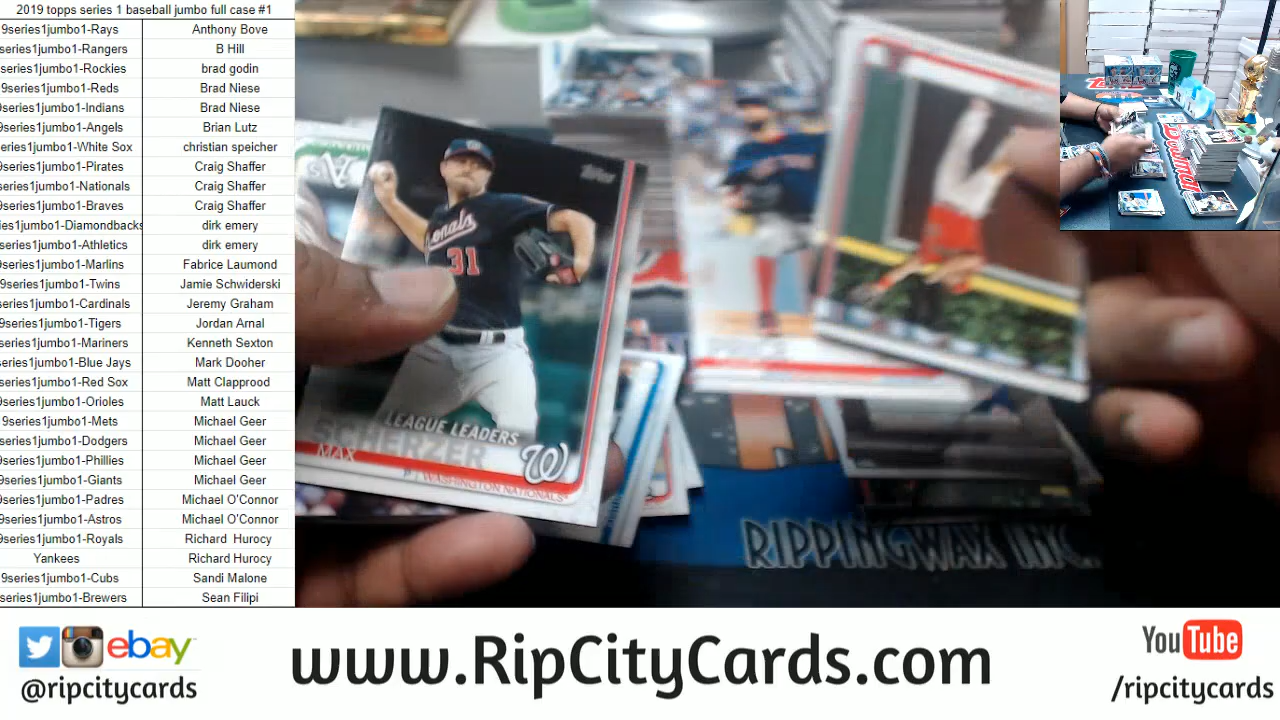 2019 topps series 1 baseball jumbo full case #1
9series1jumbo1-Rays Anthony Bove
series1jumbo1-Rangers B Hill
series1jumbo1-Rockies brad godin
9series1jumbo1-Reds Brad Niese
9series1jumbo1-Indians Brad Niese
series1jumbo1-Angels Brian Lutz
series1jumbo1-White Sox christian speicher
series1jumbo1-Pirates Craig Shaffer
series1jumbo1-Nationals Craig Shaffer
series1jumbo1-Braves Craig Shaffer
ies1jumbo1-Diamondbacks dirk emery
series1jumbo1-Athletics dirk emery
series1jumbo1-Marlins Fabrice Laumond
9series1jumbo1-Twins Jamie Schwiderski
series1jumbo1-Cardinals Jeremy Graham
9series1jumbo1-Tigers Jordan Arnal
series1jumbo1-Mariners Kenneth Sexton
series1jumbo1-Blue Jays Mark Dooher
series1jumbo1-Red Sox Matt Clapprood
series1jumbo1-Orioles Matt Lauck
9series1jumbo1-Mets Michael Geer
series1jumbo1-Dodgers Michael Geer
9series1jumbo1-Phillies Michael Geer
9series1jumbo1-Giants Michael Geer
series1jumbo1-Padres Michael O'Connor
9series1jumbo1-Astros Michael O'Connor
9series1jumbo1-Royals Richard Hurocy
Yankees Richard Hurocy
9series1jumbo1-Cubs Sandi Malone
series1jumbo1-Brewers Sean Filipi
Topps
31
LEAGUE LEADERS
SCHERZER
MAX
W
WASHINGTON NATIONALS
RIPPINGWAX INC.
ebay
@ripcitycards
www.RipCityCards.com
YouTube
/ripcitycards